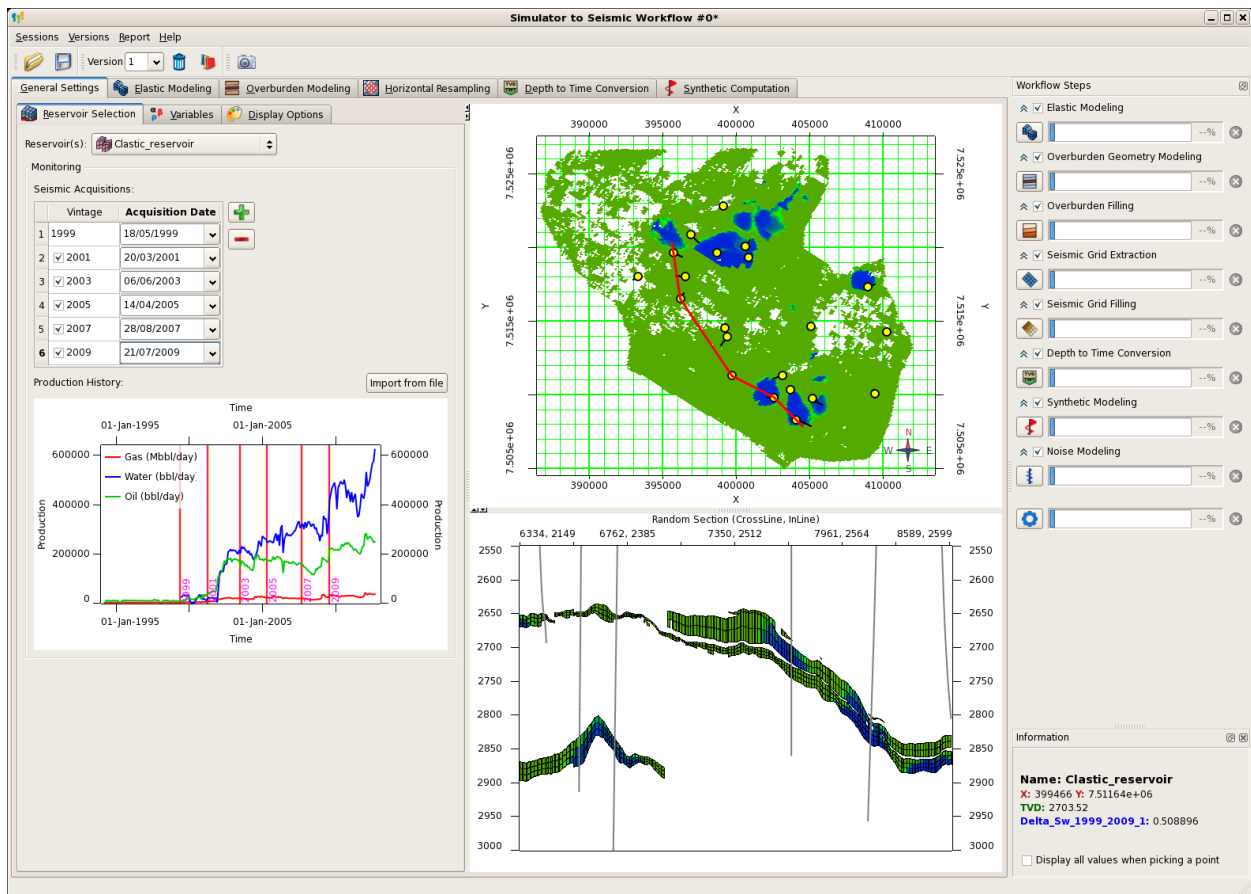 Simulator to Seismic Workflow #0*
Sessions Versions Report Help
Version 1
General Settings Elastic Modeling Overburden Modeling Horizontal Resampling Depth to Time Conversion Synthetic Computation
Reservoir Selection Variables Display Options
Reservoir(s): Clastic_reservoir
Monitoring
Seismic Acquisitions:
Vintage Acquisition Date
1 1999 18/05/1999
2 2001 20/03/2001
3 2003 06/06/2003
4 2005 14/04/2005
5 2007 28/08/2007
6 2009 21/07/2009
Production History:
Import from file
Time
01-Jan-1995 01-Jan-2005
600000 600000
400000 400000
200000 200000
0 0
Production Production
Gas (Mbbl/day)
Water (bbl/day
Oil (bbl/day)
1999 2001 2003 2005 2007 2009
01-Jan-1995 01-Jan-2005
Time
X
390000 395000 400000 405000 410000
7.525e+06 7.525e+06
Y Y
7.515e+06 7.515e+06
7.505e+06 7.505e+06
N
W E
S
390000 395000 400000 405000 410000
X
Random Section (CrossLine, InLine)
6334, 2149 6762, 2385 7350, 2512 7961, 2564 8589, 2599
2550 2550
2600 2600
2650 2650
2700 2700
2750 2750
2800 2800
2850 2850
2900 2900
2950 2950
3000 3000
Workflow Steps
Elastic Modeling
--%
Overburden Geometry Modeling
--%
Overburden Filling
--%
Seismic Grid Extraction
--%
Seismic Grid Filling
--%
Depth to Time Conversion
TVD
TWT
--%
Synthetic Modeling
--%
Noise Modeling
--%
--%
Information
Name: Clastic_reservoir
X: 399466 Y: 7.51164e+06
TVD: 2703.52
Delta_Sw_1999_2009_1: 0.508896
Display all values when picking a point